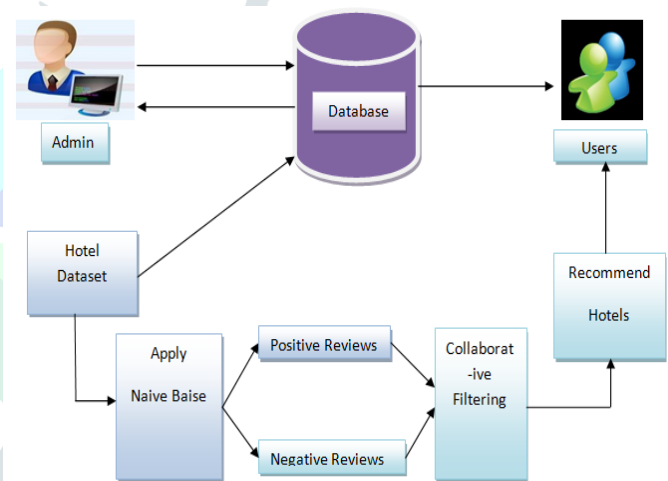 Database
Admin
Users
Hotel
Dataset
Recommend
Hotels
Apply
Naive Baise
Positive Reviews
Negative Reviews
Collaborat
-ive
Filtering